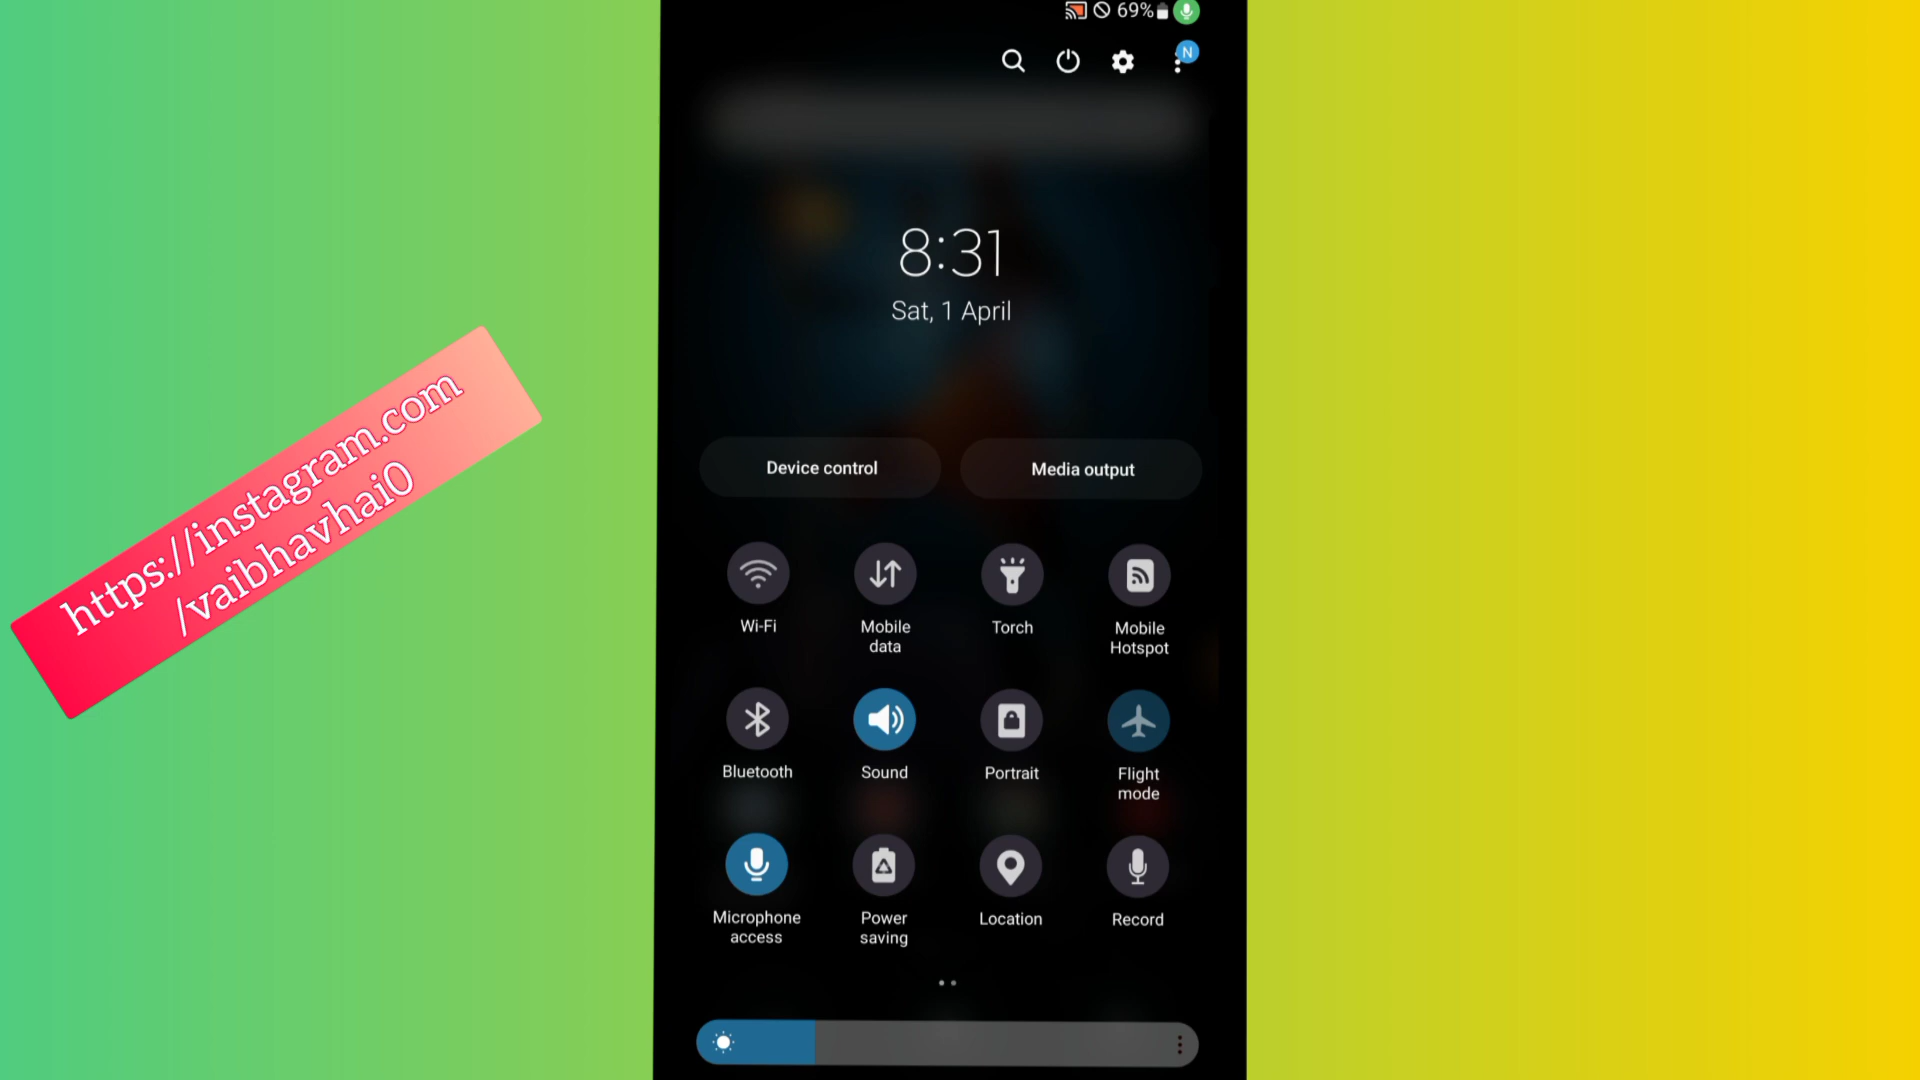 69%
N
8:31
Sat, 1 April
Device control
Media output
Wi-Fi
Mobile
data
Torch
Mobile
Hotspot
Bluetooth
Sound
Portrait
Flight
mode
Microphone
access
Power
saving
Location
Record
https://instagram.com
/vaibhavhai0